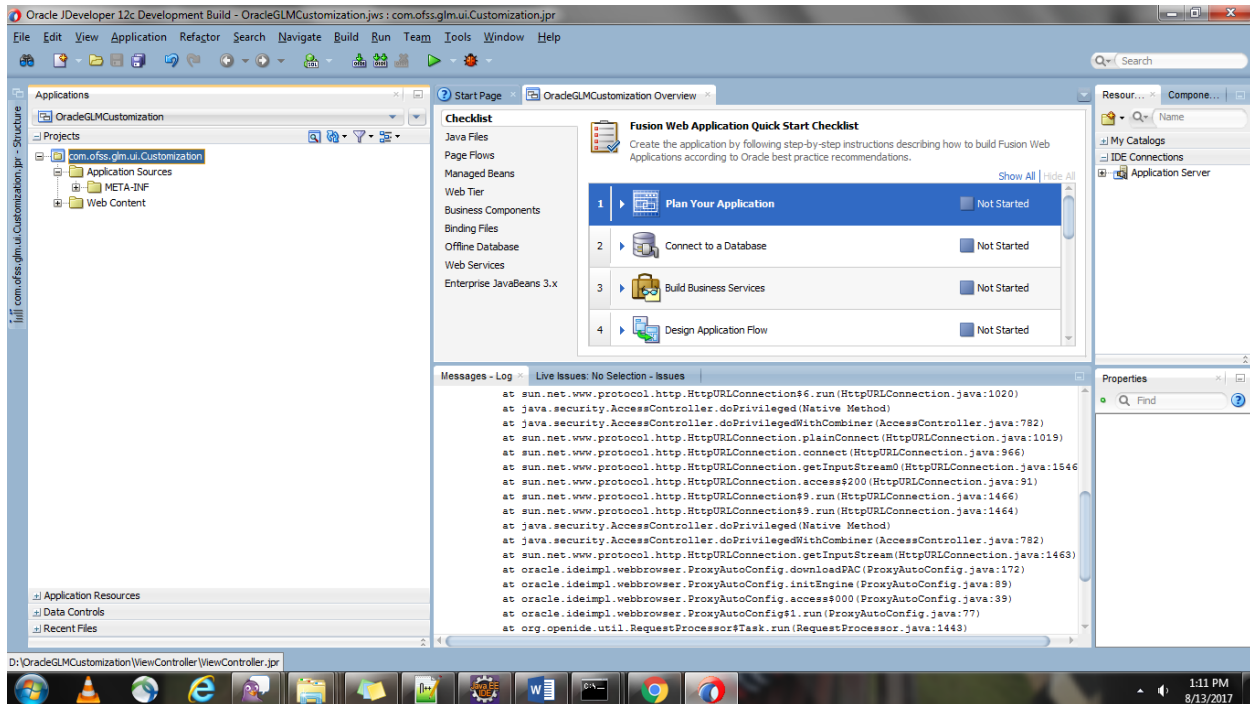 Oracle JDeveloper 12c Development Build - OracleGLMCustomization.jws : com.ofss.glm.ui.Customization.jpr
File Edit View Application Refactor Search Navigate Build Run Team Tools Window Help
Search
Applications
OracleGLMCustomization
Projects
com.ofss.glm.ui.Customization
Application Sources
META-INF
Web Content
Application Resources
Data Controls
Recent Files
com.ofss.glm.ui.Customization.jpr - Structure
Start Page
OracleGLMCustomization Overview
Checklist
Java Files
Page Flows
Managed Beans
Web Tier
Business Components
Binding Files
Offline Database
Web Services
Enterprise JavaBeans 3.x
Fusion Web Application Quick Start Checklist
Create the application by following step-by-step instructions describing how to build Fusion Web
Applications according to Oracle best practice recommendations.
Show All | Hide All
1 Plan Your Application Not Started
2 Connect to a Database Not Started
3 Build Business Services Not Started
4 Design Application Flow Not Started
Messages - Log
Live Issues: No Selection - Issues
at sun.net.www.protocol.http.HttpURLConnection$6.run(HttpURLConnection.java:1020)
at java.security.AccessController.doPrivileged(Native Method)
at java.security.AccessController.doPrivilegedWithCombiner(AccessController.java:782)
at sun.net.www.protocol.http.HttpURLConnection.plainConnect(HttpURLConnection.java:1019)
at sun.net.www.protocol.http.HttpURLConnection.connect(HttpURLConnection.java:966)
at sun.net.www.protocol.http.HttpURLConnection.getInputStream0(HttpURLConnection.java:1546
at sun.net.www.protocol.http.HttpURLConnection.access$200(HttpURLConnection.java:91)
at sun.net.www.protocol.http.HttpURLConnection$9.run(HttpURLConnection.java:1466)
at sun.net.www.protocol.http.HttpURLConnection$9.run(HttpURLConnection.java:1464)
at java.security.AccessController.doPrivileged(Native Method)
at java.security.AccessController.doPrivilegedWithCombiner(AccessController.java:782)
at sun.net.www.protocol.http.HttpURLConnection.getInputStream(HttpURLConnection.java:1463)
at oracle.ideimpl.webbrowser.ProxyAutoConfig.downloadPAC(ProxyAutoConfig.java:172)
at oracle.ideimpl.webbrowser.ProxyAutoConfig.initEngine(ProxyAutoConfig.java:89)
at oracle.ideimpl.webbrowser.ProxyAutoConfig.access$000(ProxyAutoConfig.java:39)
at oracle.ideimpl.webbrowser.ProxyAutoConfig$1.run(ProxyAutoConfig.java:77)
at org.openide.util.RequestProcessor$Task.run(RequestProcessor.java:1443)
Resour...
Compone...
Name
My Catalogs
IDE Connections
Application Server
Properties
Find
D:\OracleGLMCustomization\ViewController\ViewController.jpr
1:11 PM
8/13/2017